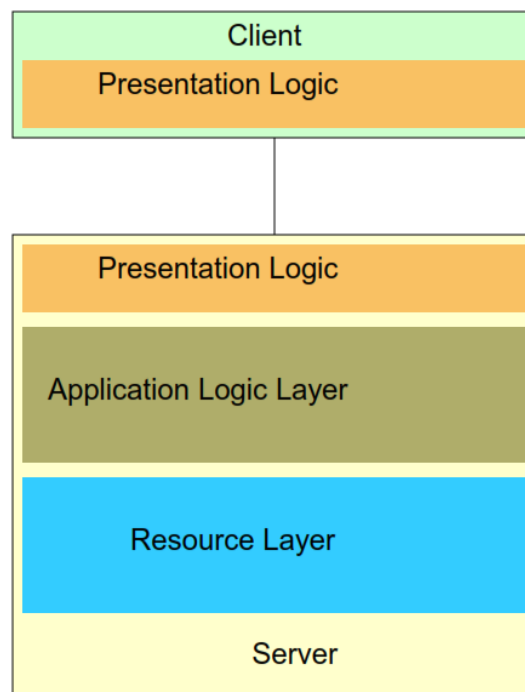 Client
Presentation Logic
Presentation Logic
Application Logic Layer
Resource Layer
Server